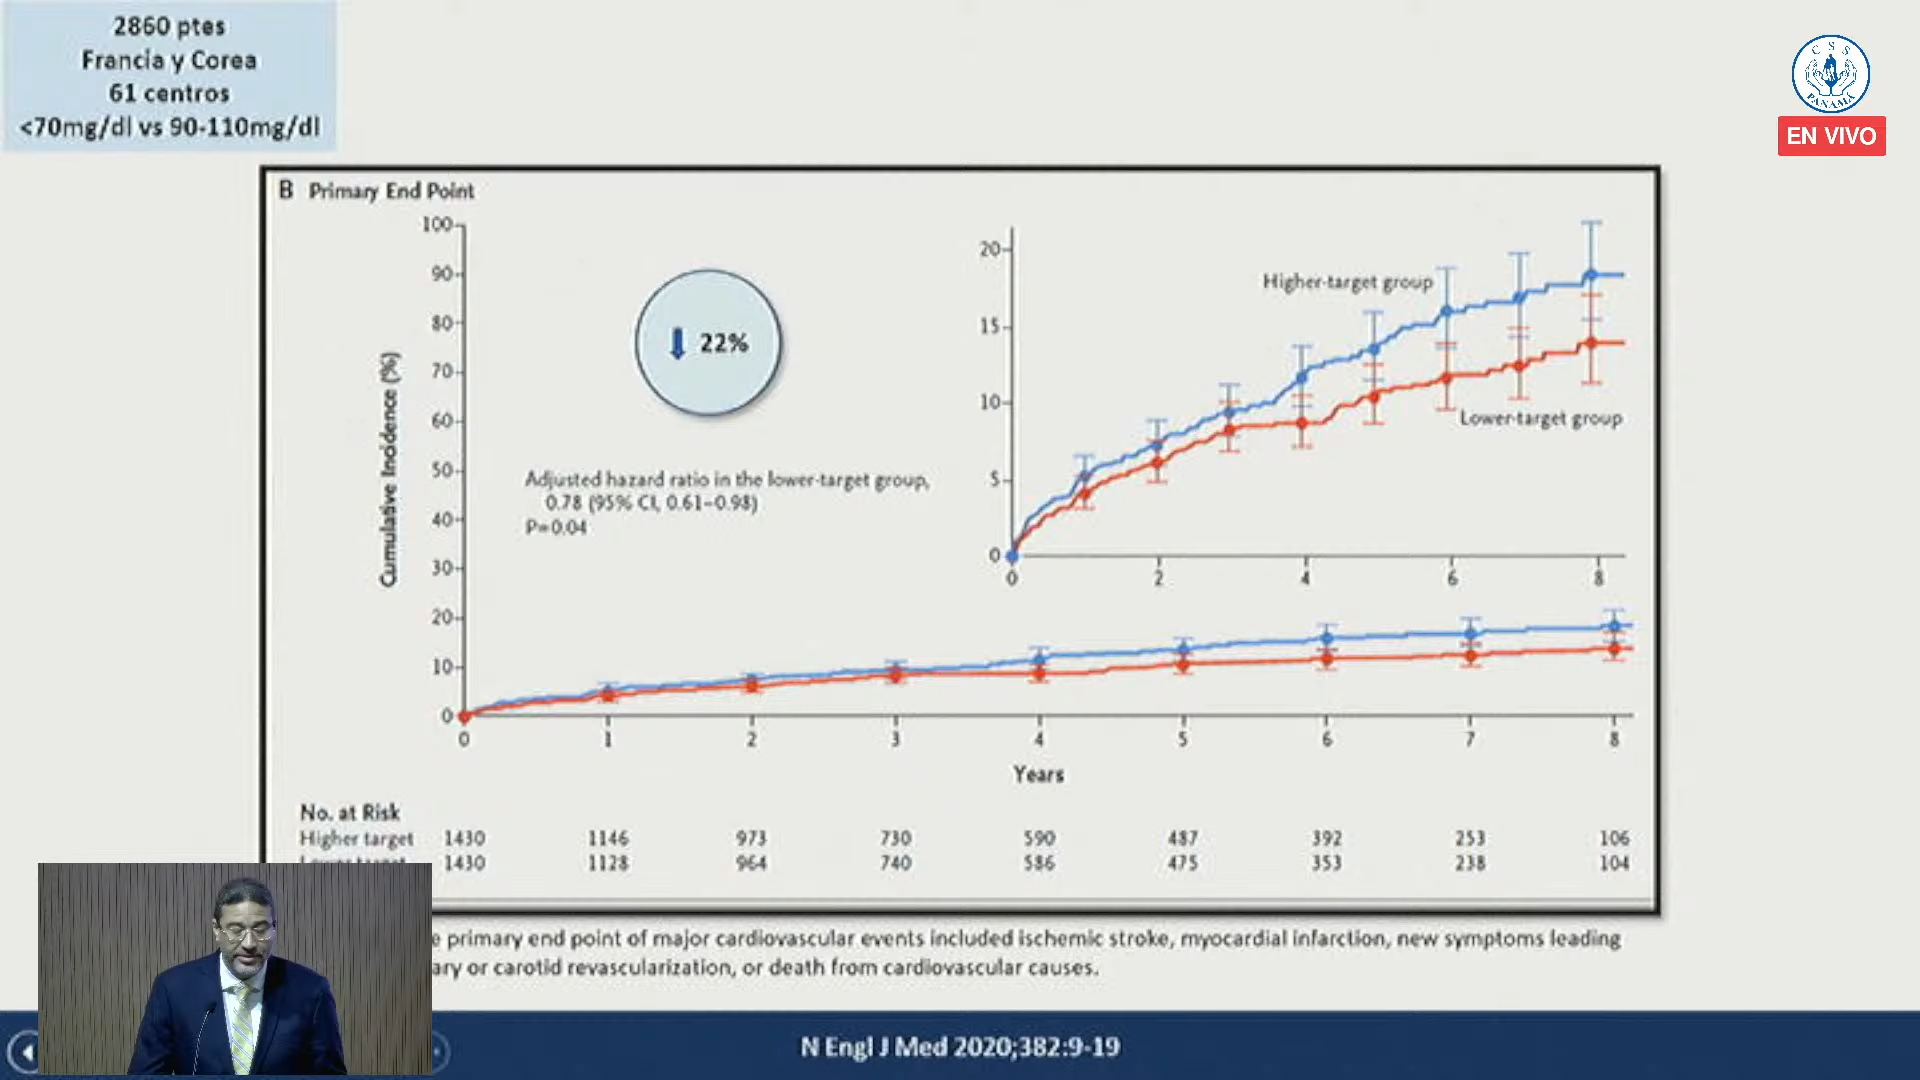 2860 ptes
Francia y Corea
61 centros
<70mg/dl vs 90-110mg/dl
CSS
PANAMÁ
EN VIVO
B Primary End Point
Cumulative Incidence (%)
100
90
80
70
60
50
40
30
20
10
0
22%
Adjusted hazard ratio in the lower-target group,
0.78 (95% CI, 0.61–0.98)
P=0.04
20
15
10
5
0
Higher-target group
Lower-target group
0 2 4 6 8
0 1 2 3 4 5 6 7 8
Years
No. at Risk
Higher target 1430 1146 973 730 590 487 392 253 106
Lower target 1430 1128 964 740 586 475 353 238 104
primary end point of major cardiovascular events included ischemic stroke, myocardial infarction, new symptoms leading
or carotid revascularization, or death from cardiovascular causes.
N Engl J Med 2020;382:9-19